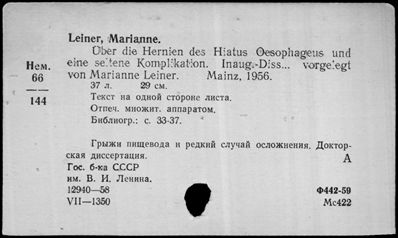 Leiner, Marianne.
Über die Hernien des Hiatus Oesophageus und
eine seltene Komplikation. Inaug.-Diss... vorgelegt
von Marianne Leiner. Mainz, 1956.
Нем.
66
144
37 л. 29 см.
Текст на одной стороне листа.
Отпеч. множит. аппаратом.
Библиогр.: с. 33-37.
Грыжи пищевода и редкий случай осложнения. Доктор-
ская диссертация. А
Гос. б-ка СССР
им. В. И. Ленина.
12940—58 Ф442-59
VII—1350 Мс422